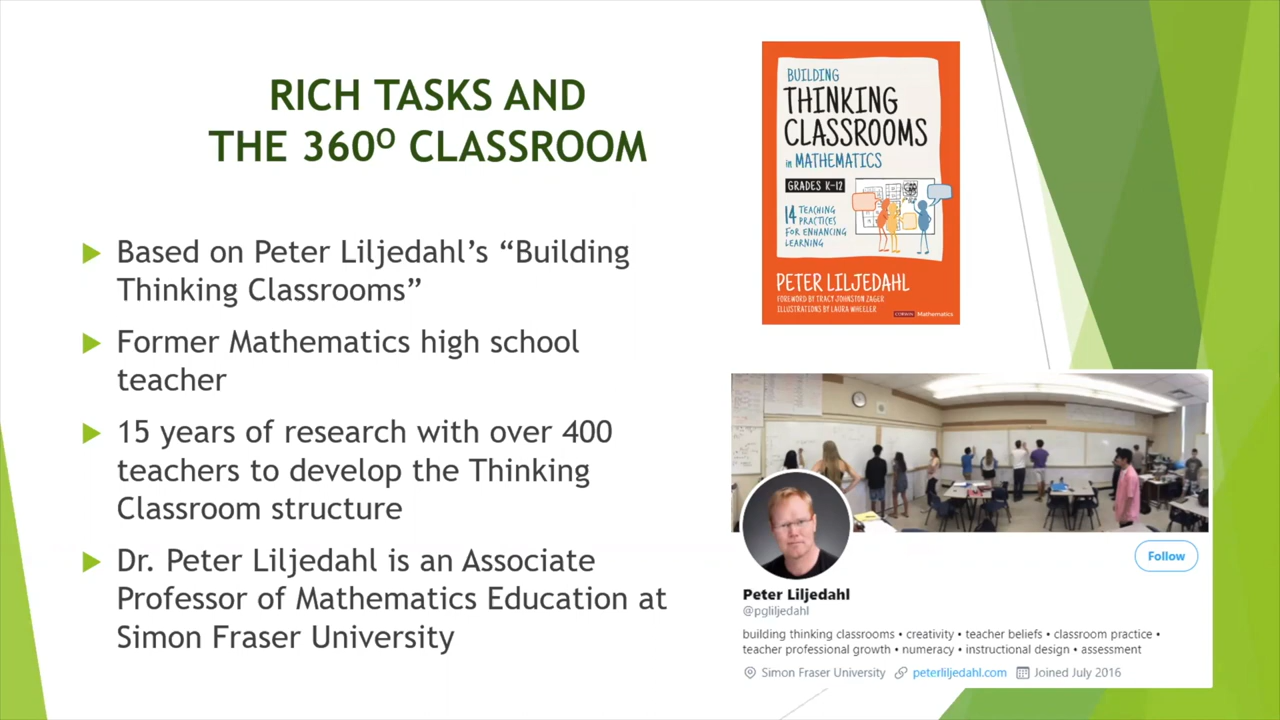 RICH TASKS AND
THE 360O CLASSROOM
Based on Peter Liljedahl’s “Building
Thinking Classrooms”
Former Mathematics high school
teacher
15 years of research with over 400
teachers to develop the Thinking
Classroom structure
Dr. Peter Liljedahl is an Associate
Professor of Mathematics Education at
Simon Fraser University
BUILDING
THINKING
CLASSROOMS
in MATHEMATICS
GRADES K–12
14 TEACHING
PRACTICES
FOR ENHANCING
LEARNING
PETER LILJEDAHL
FOREWORD BY TRACY JOHNSTON ZAGER
ILLUSTRATIONS BY LAURA WHEELER
CORWIN Mathematics
Follow
Peter Liljedahl
@pgliljedahl
building thinking classrooms • creativity • teacher beliefs • classroom practice •
teacher professional growth • numeracy • instructional design • assessment
Simon Fraser University peterliljedahl.com Joined July 2016